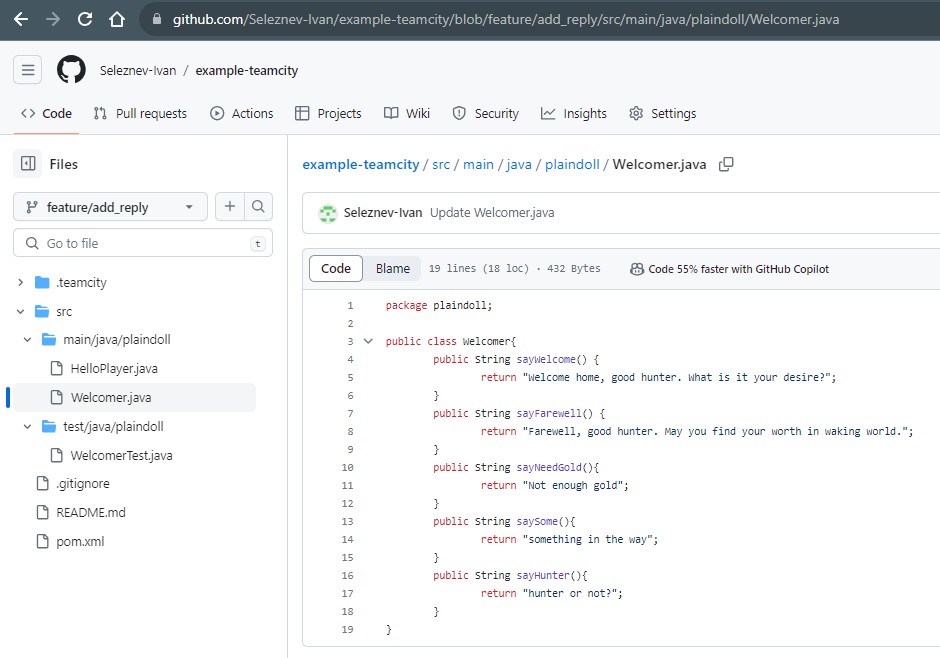 github.com/Seleznev-Ivan/example-teamcity/blob/feature/add_reply/src/main/java/plaindoll/Welcomer.java
Seleznev-Ivan / example-teamcity
<> Code Pull requests Actions Projects Wiki Security Insights Settings
Files
feature/add_reply
Go to file t
.teamcity
src
main/java/plaindoll
HelloPlayer.java
Welcomer.java
test/java/plaindoll
WelcomerTest.java
.gitignore
README.md
pom.xml
example-teamcity / src / main / java / plaindoll / Welcomer.java
Seleznev-Ivan Update Welcomer.java
Code Blame 19 lines (18 loc) · 432 Bytes Code 55% faster with GitHub Copilot
1 package plaindoll;
2
3 public class Welcomer{
4 public String sayWelcome() {
5 return "Welcome home, good hunter. What is it your desire?";
6 }
7 public String sayFarewell() {
8 return "Farewell, good hunter. May you find your worth in waking world.";
9 }
10 public String sayNeedGold(){
11 return "Not enough gold";
12 }
13 public String saySome(){
14 return "something in the way";
15 }
16 public String sayHunter(){
17 return "hunter or not?";
18 }
19 }